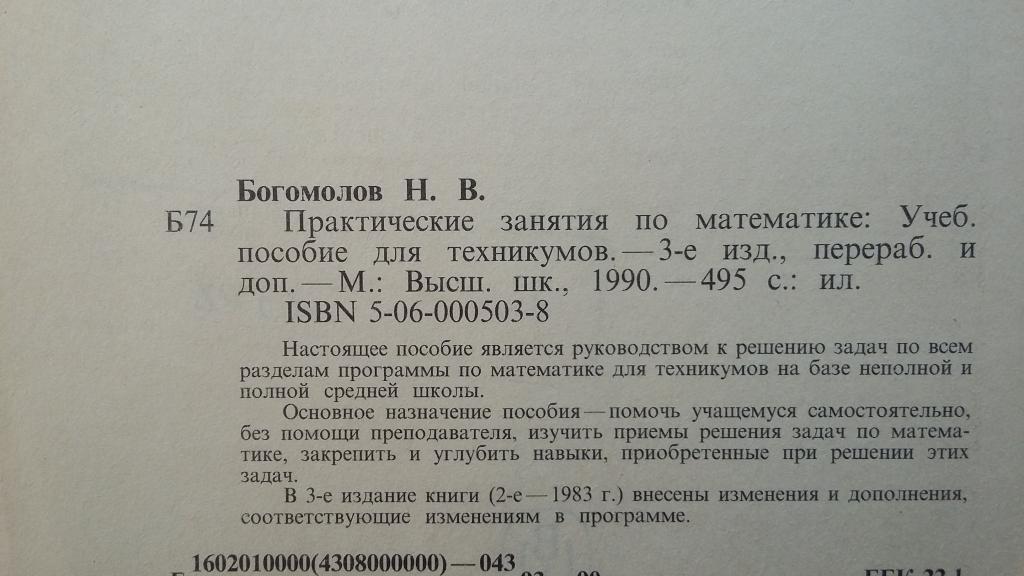 Богомолов Н. В.
Б74 Практические занятия по математике: Учеб.
пособие для техникумов.— 3-е изд., перераб. и
доп.— М.: Высш. шк., 1990.— 495 с.: ил.
ISBN 5-06-000503-8
Настоящее пособие является руководством к решению задач по всем
разделам программы по математике для техникумов на базе неполной и
полной средней школы.
Основное назначение пособия — помочь учащемуся самостоятельно,
без помощи преподавателя, изучить приемы решения задач по матема-
тике, закрепить и углубить навыки, приобретенные при решении этих
задач.
В 3-е издание книги (2-е — 1983 г.) внесены изменения и дополнения,
соответствующие изменениям в программе.
1602010000(4308000000) — 043